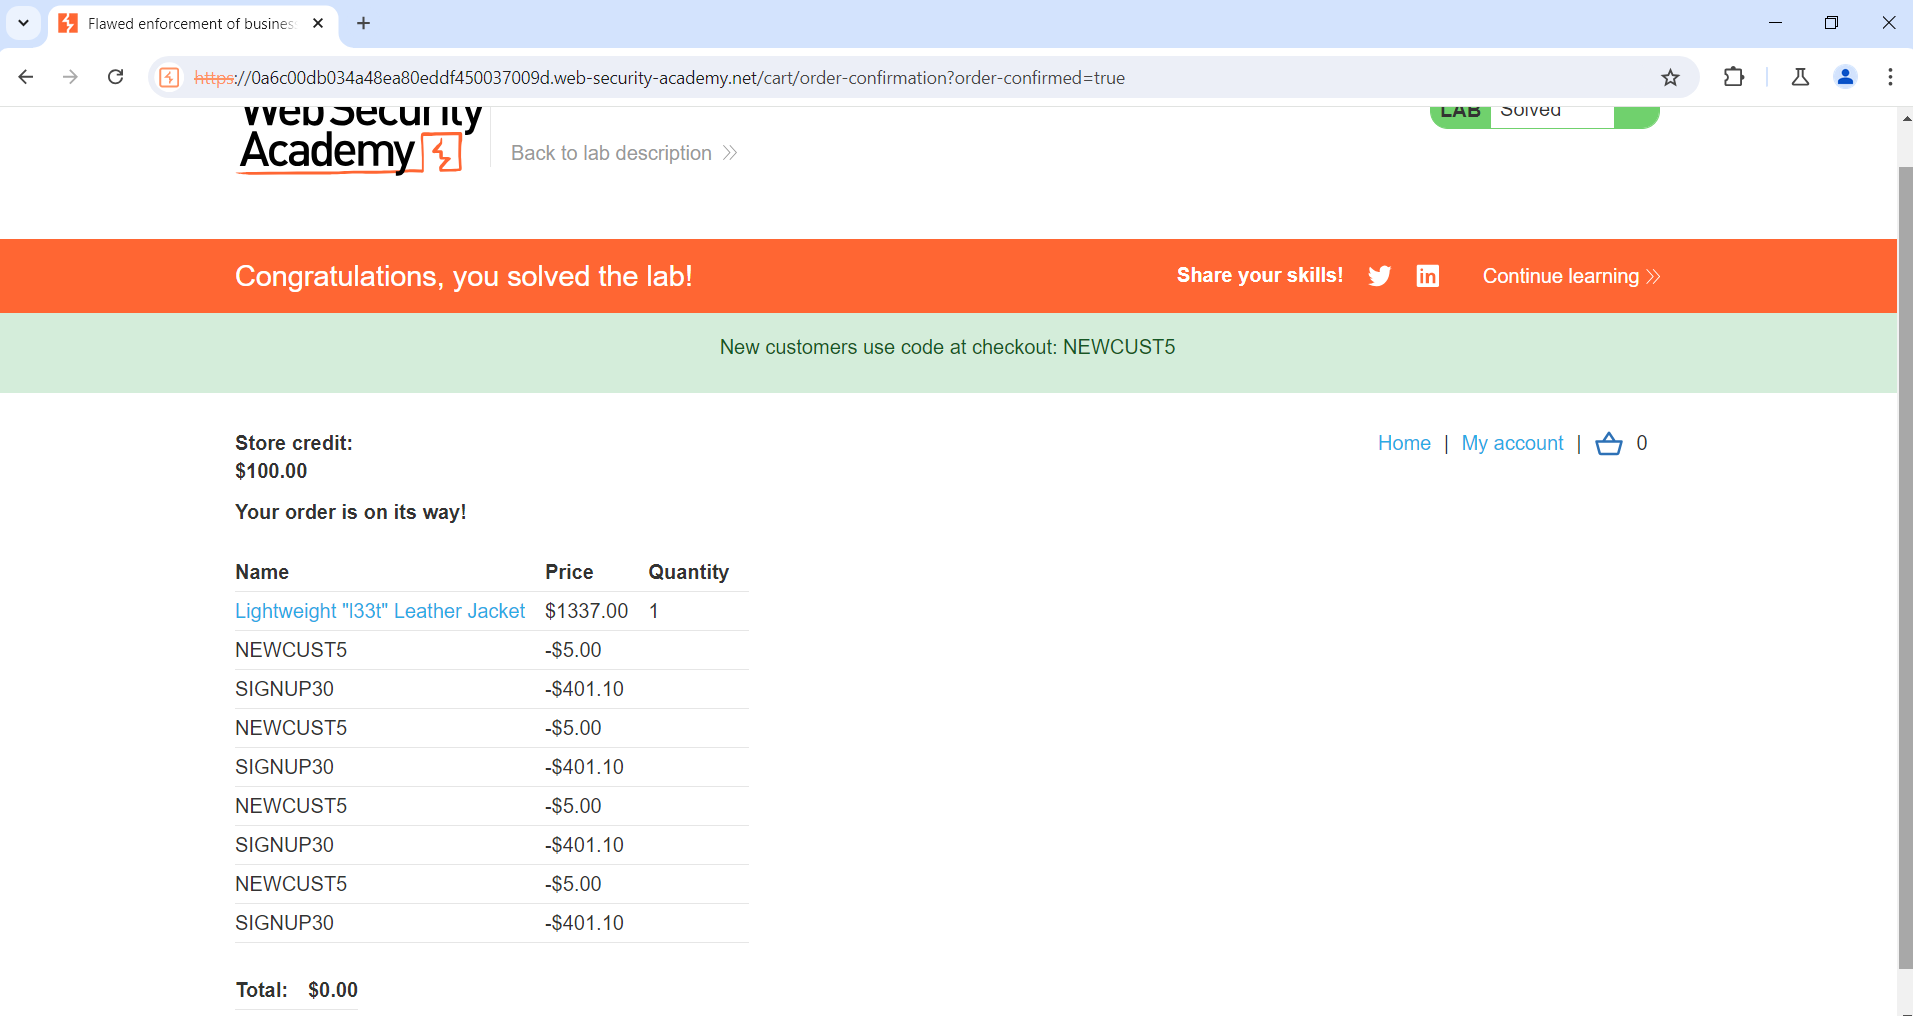 Flawed enforcement of busines
https://0a6c00db034a48ea80eddf450037009d.web-security-academy.net/cart/order-confirmation?order-confirmed=true
Web Security
Academy
Back to lab description
LAB Solved
Congratulations, you solved the lab!
Share your skills!
Continue learning
New customers use code at checkout: NEWCUST5
Store credit:
$100.00
Home | My account | 0
Your order is on its way!
Name Price Quantity
Lightweight "l33t" Leather Jacket $1337.00 1
NEWCUST5 -$5.00
SIGNUP30 -$401.10
NEWCUST5 -$5.00
SIGNUP30 -$401.10
NEWCUST5 -$5.00
SIGNUP30 -$401.10
NEWCUST5 -$5.00
SIGNUP30 -$401.10
Total: $0.00